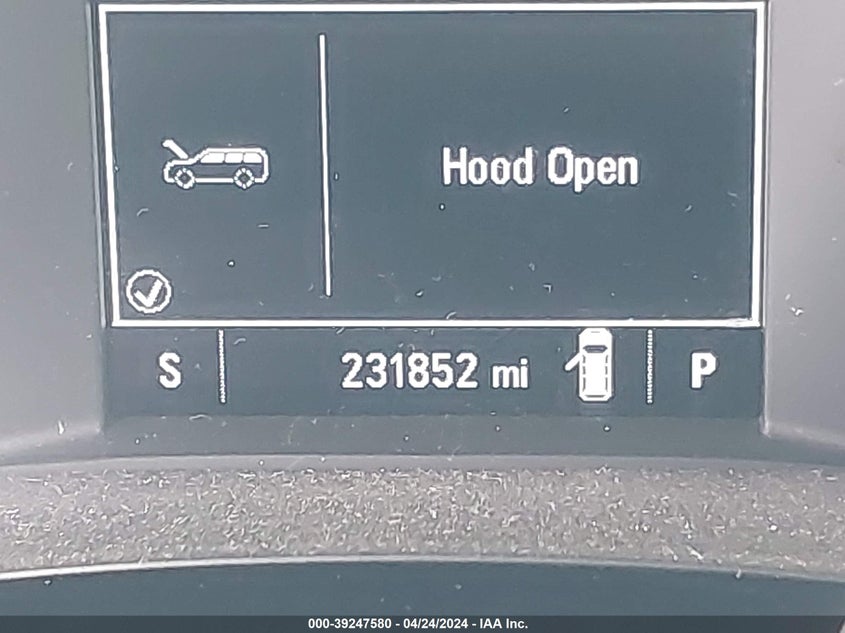 Hood Open
S 231852 mi P
000-39247580 - 04/24/2024 - IAA Inc.